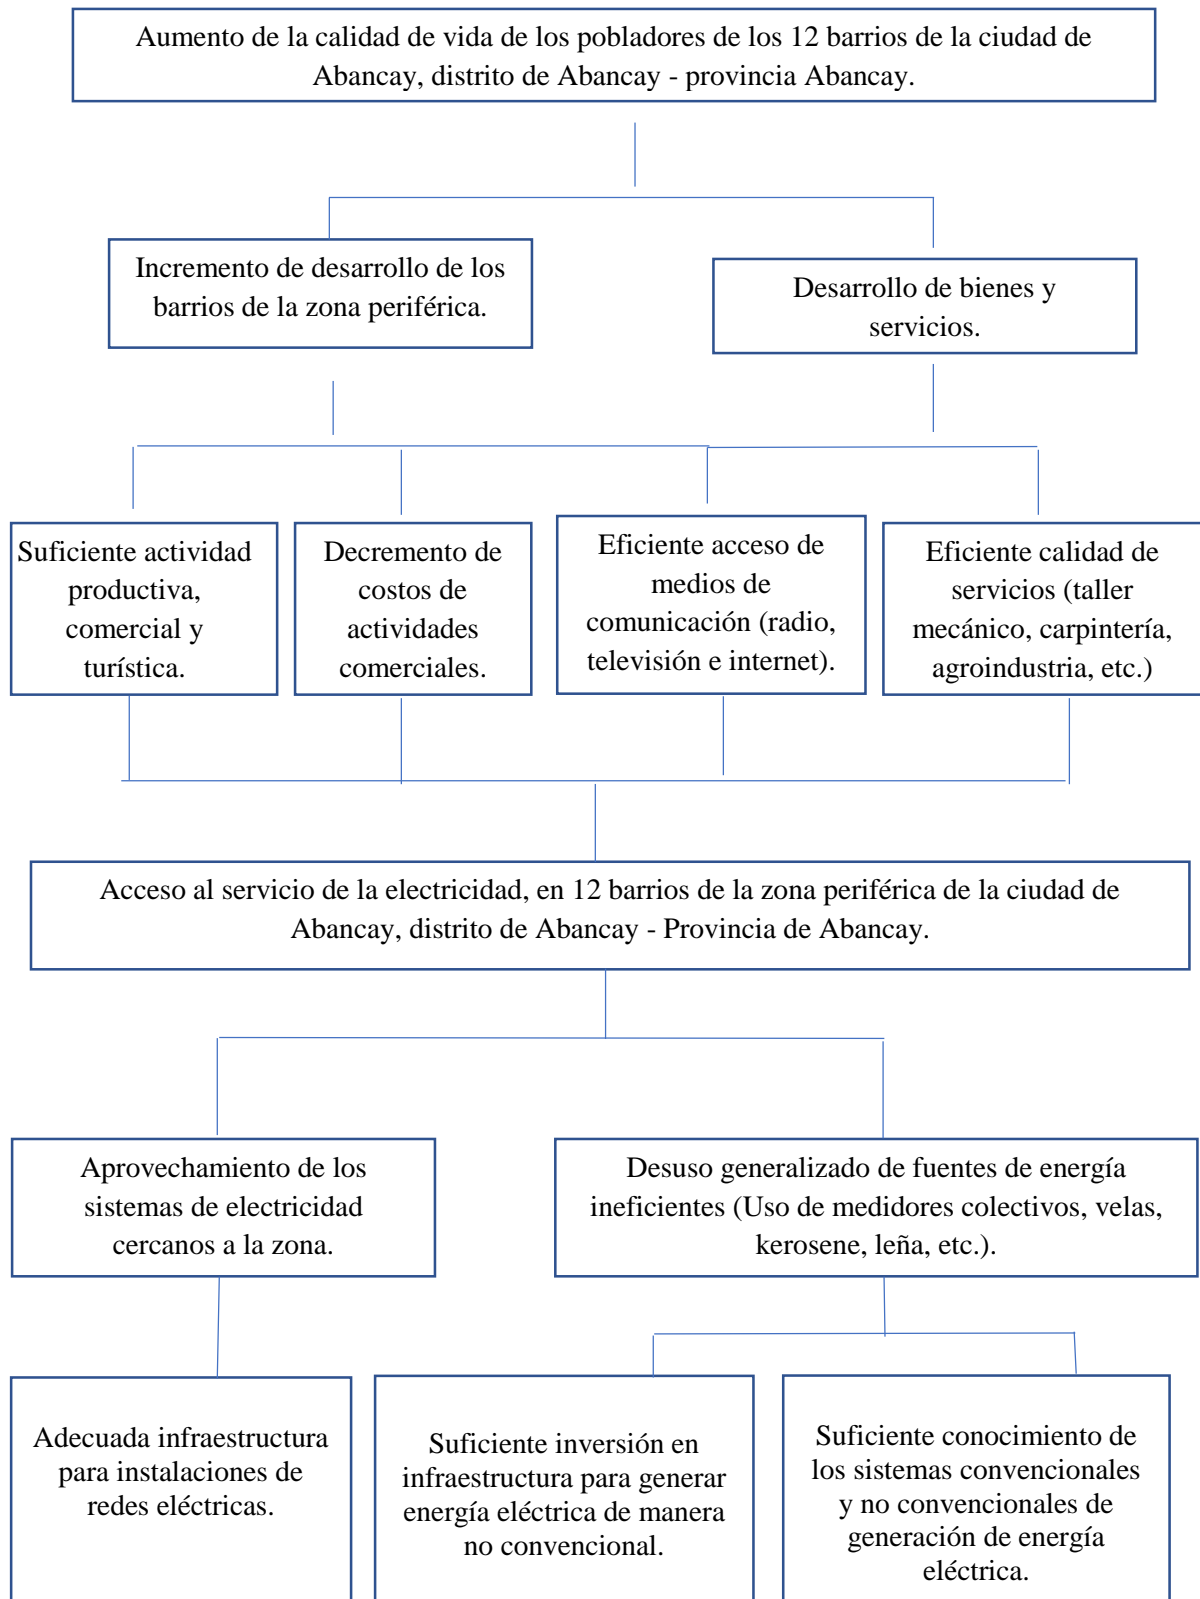 Aumento de la calidad de vida de los pobladores de los 12 barrios de la ciudad de
Abancay, distrito de Abancay - provincia Abancay.
Incremento de desarrollo de los
barrios de la zona periférica.
Desarrollo de bienes y
servicios.
Suficiente actividad
productiva,
comercial y
turística.
Decremento de
costos de
actividades
comerciales.
Eficiente acceso de
medios de
comunicación (radio,
televisión e internet).
Eficiente calidad de
servicios (taller
mecánico, carpintería,
agroindustria, etc.)
Acceso al servicio de la electricidad, en 12 barrios de la zona periférica de la ciudad de
Abancay, distrito de Abancay - Provincia de Abancay.
Aprovechamiento de los
sistemas de electricidad
cercanos a la zona.
Desuso generalizado de fuentes de energía
ineficientes (Uso de medidores colectivos, velas,
kerosene, leña, etc.).
Adecuada infraestructura
para instalaciones de
redes eléctricas.
Suficiente inversión en
infraestructura para generar
energía eléctrica de manera
no convencional.
Suficiente conocimiento de
los sistemas convencionales
y no convencionales de
generación de energía
eléctrica.